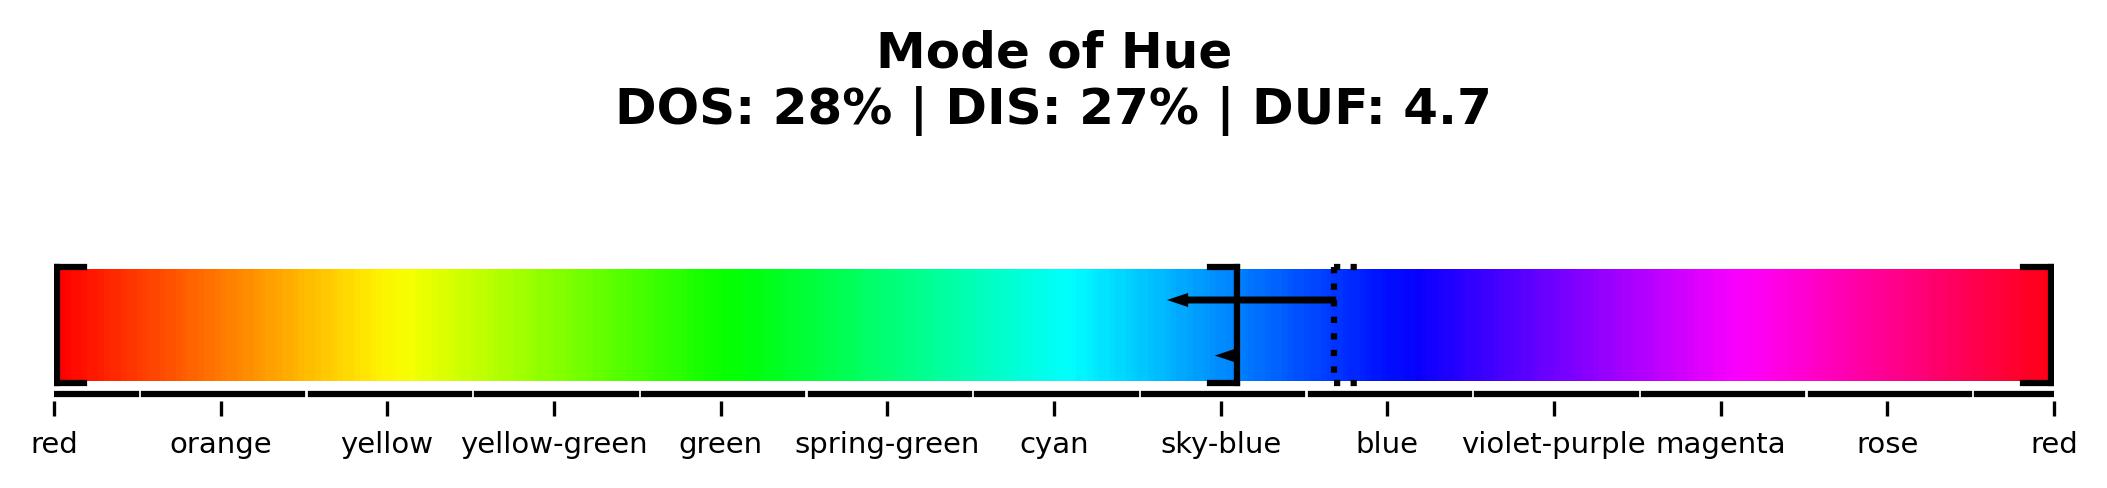 Mode of Hue
DOS: 28% | DIS: 27% | DUF: 4.7
red orange yellow yellow-green green spring-green cyan sky-blue blue violet-purple magenta rose red